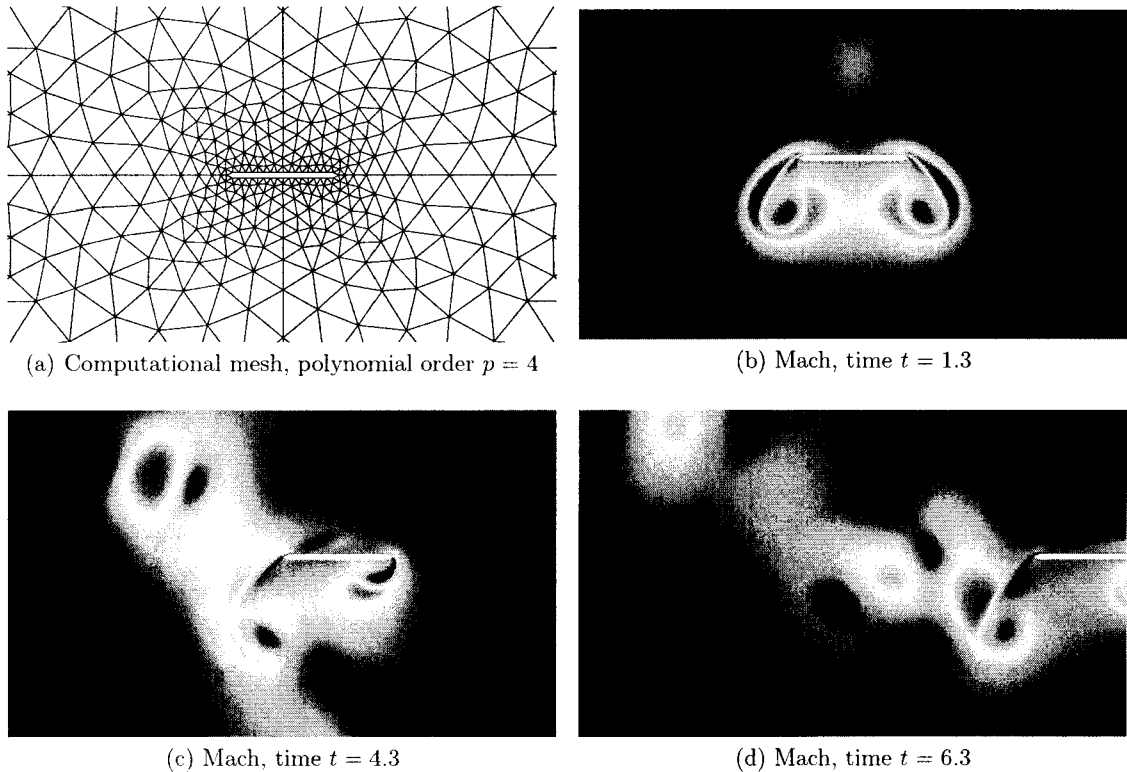 (a) Computational mesh, polynomial order p = 4
(b) Mach, time t = 1.3
(c) Mach, time t = 4.3
(d) Mach, time t = 6.3